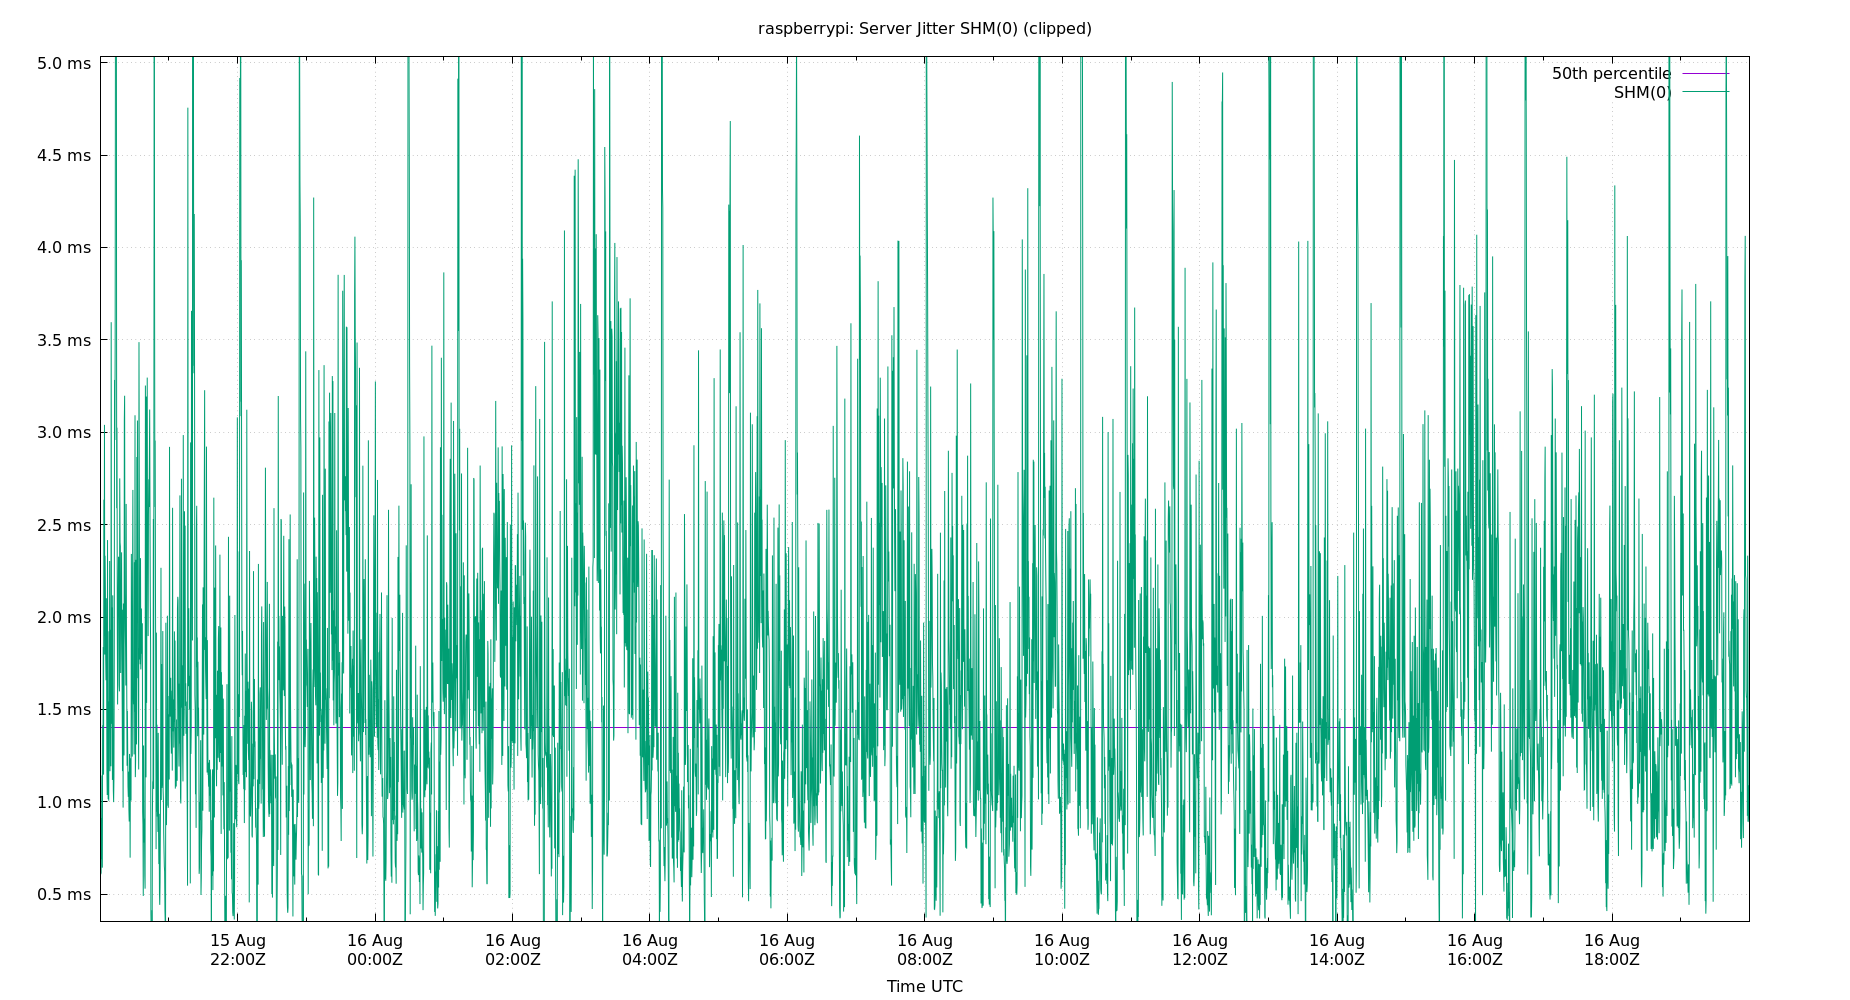 raspberrypi: Server Jitter SHM(0) (clipped)
5.0 ms
4.5 ms
4.0 ms
3.5 ms
3.0 ms
2.5 ms
2.0 ms
1.5 ms
1.0 ms
0.5 ms
50th percentile
SHM(0)
15 Aug
22:00Z
16 Aug
00:00Z
16 Aug
02:00Z
16 Aug
04:00Z
16 Aug
06:00Z
16 Aug
08:00Z
16 Aug
10:00Z
16 Aug
12:00Z
16 Aug
14:00Z
16 Aug
16:00Z
16 Aug
18:00Z
Time UTC